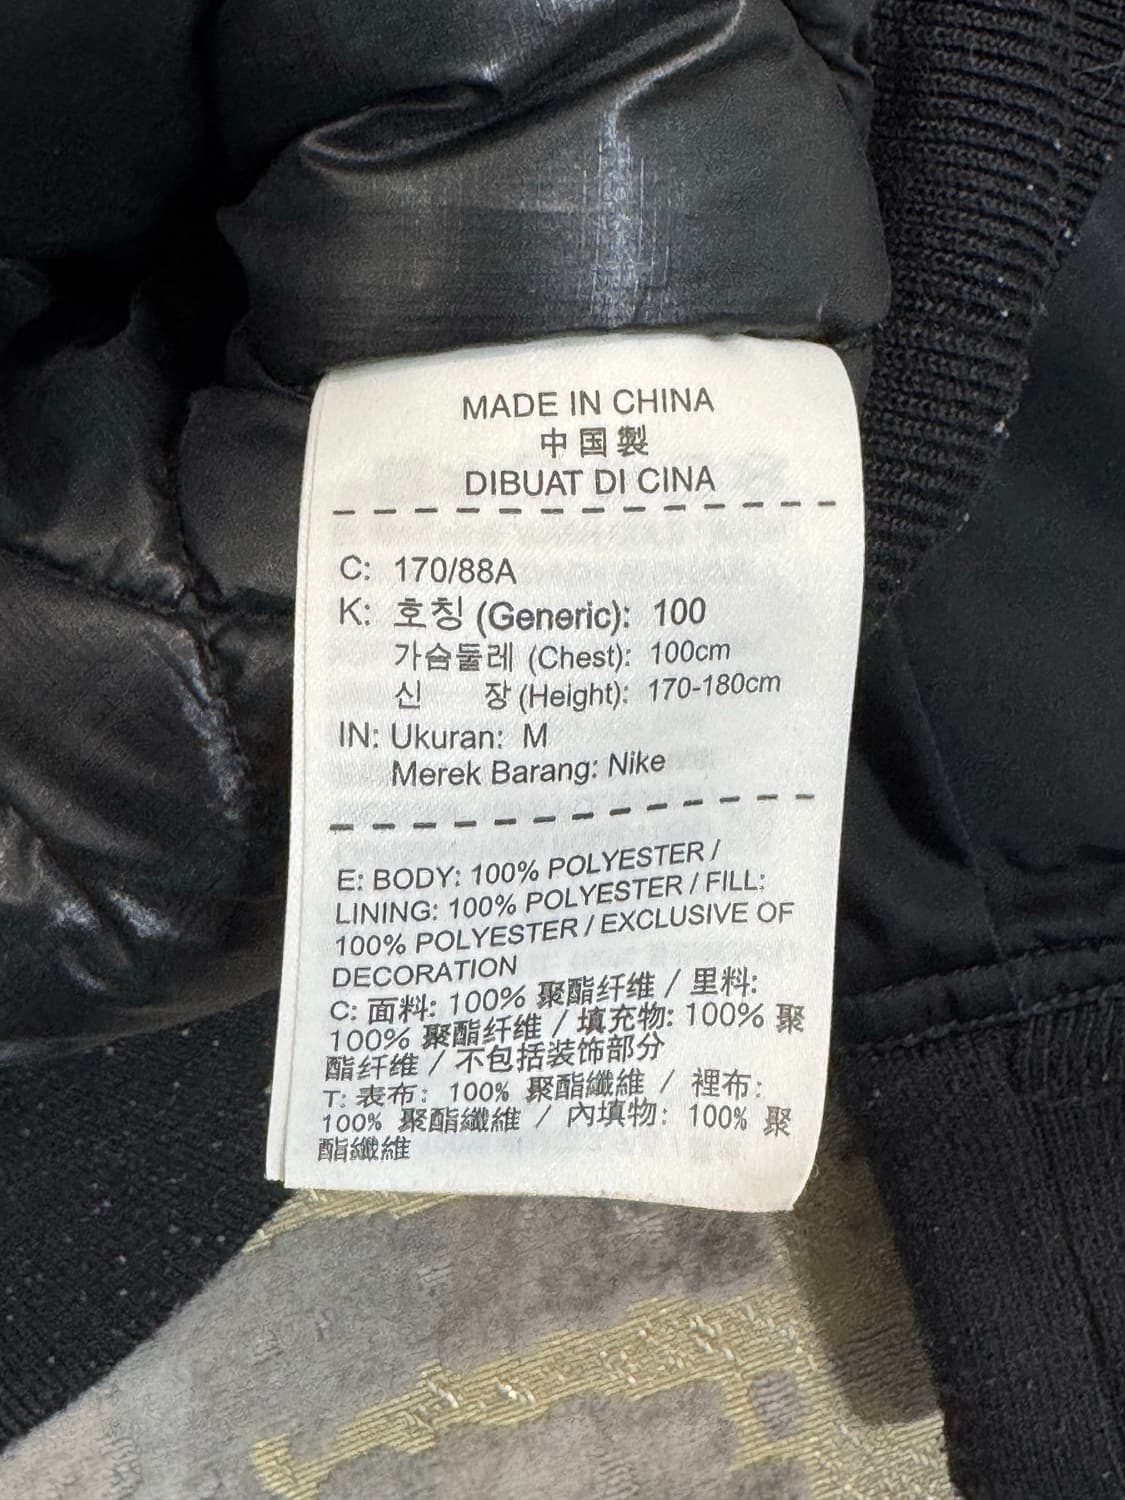 MADE IN CHINA
中国製
DIBUAT DI CINA
C: 170/88A
K: 호칭 (Generic): 100
가슴둘레 (Chest): 100cm
신 장 (Height): 170-180cm
IN: Ukuran: M
Merek Barang: Nike
E: BODY: 100% POLYESTER /
LINING: 100% POLYESTER / FILL:
100% POLYESTER / EXCLUSIVE OF
DECORATION
C: 面料: 100% 聚酯纤维 / 里料:
100% 聚酯纤维 / 填充物: 100% 聚
酯纤维 / 不包括装饰部分
T: 表布: 100% 聚酯纖維 / 裡布:
100% 聚酯纖維 / 內填物: 100% 聚
酯纖維